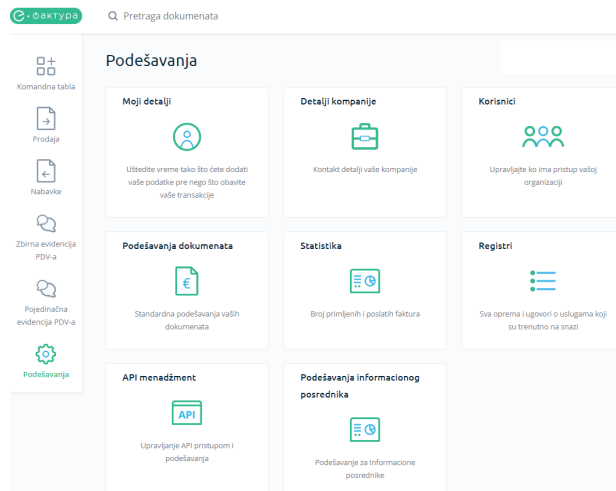 е-Фактура
Pretraga dokumenata
Podešavanja
Komandna tabla
Prodaja
Nabavke
Zbirna evidencija
PDV-a
Pojedinačna
evidencija PDV-a
Podešavanja
Moji detalji
Uštedite vreme tako što ćete dodati
vaše podatke pre nego što obavite
vaše transakcije
Detalji kompanije
Kontakt detalji vaše kompanije
Korisnici
Upravljajte ko ima pristup vašoj
organizaciji
Podešavanja dokumenata
€
Standardna podešavanja vaših
dokumenata
Statistika
Broj primljenih i poslatih faktura
Registri
Sva oprema i ugovori o uslugama koji
su trenutno na snazi
API menadžment
API
Upravljanje API pristupom i
podešavanja
Podešavanja informacionog
posrednika
Podešavanje za Informacione
posrednike